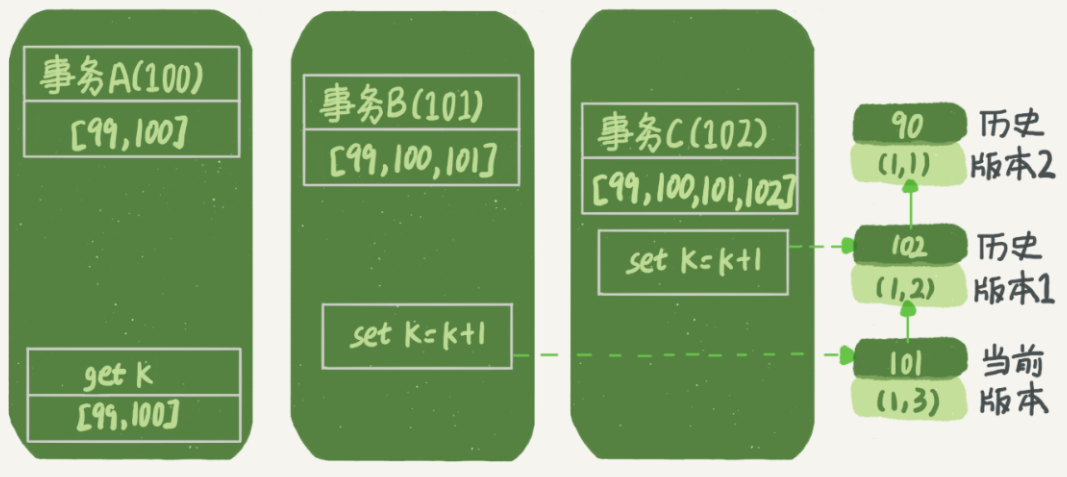 事务A(100)
[99,100]
get K
[99,100]
事务B(101)
[99,100,101]
set K=k+1
事务C(102)
[99,100,101,102]
set K=k+1
90
(1,1)
历史
版本2
102
(1,2)
历史
版本1
101
(1,3)
当前
版本